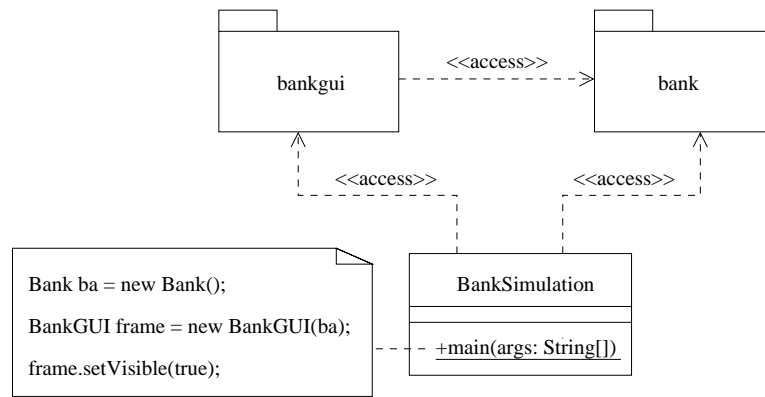 <<access>>
bankgui
bank
<<access>>
<<access>>
Bank ba = new Bank();
BankGUI frame = new BankGUI(ba);
frame.setVisible(true);
BankSimulation
+main(args: String[])